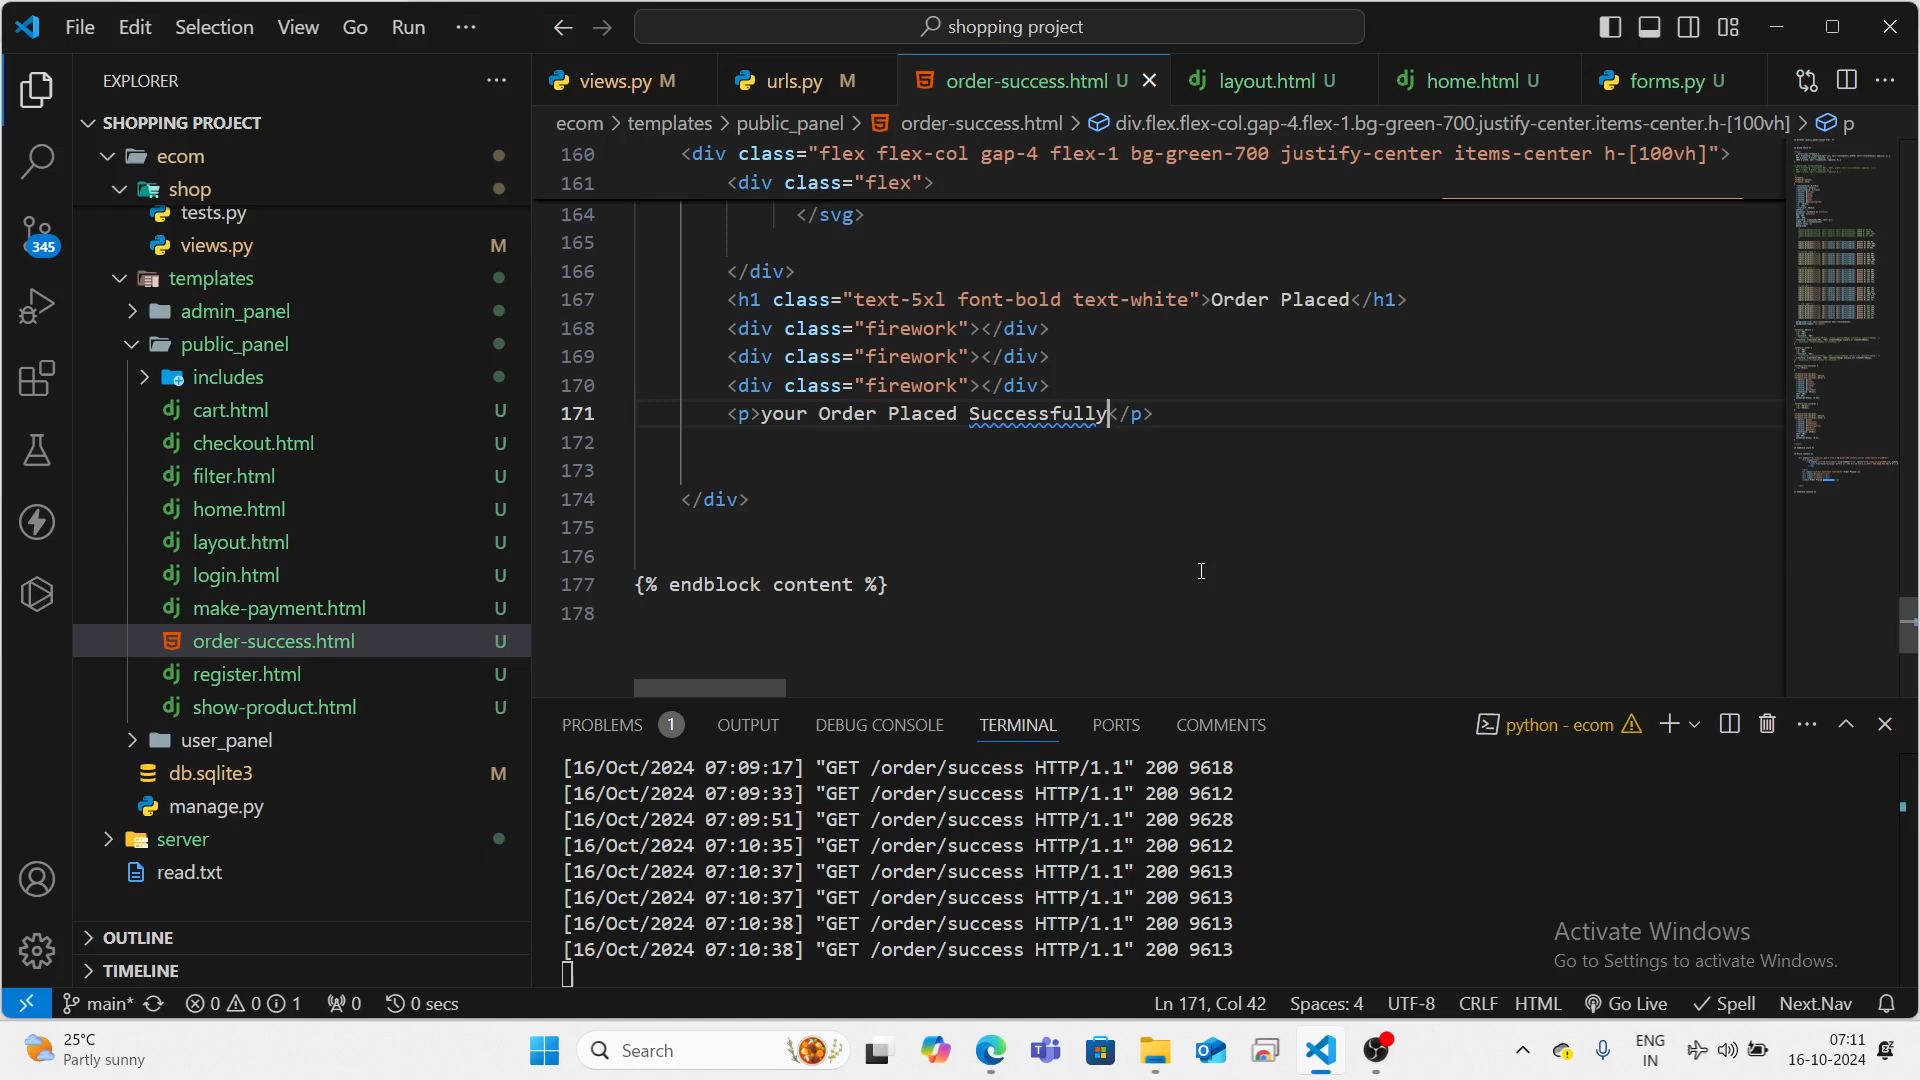 File Edit Selection View Go Run ···
shopping project
EXPLORER
SHOPPING PROJECT
ecom
shop
tests.py
views.py M
templates
admin_panel
public_panel
includes
cart.html U
checkout.html U
filter.html U
home.html U
layout.html U
login.html U
make-payment.html U
order-success.html U
register.html U
show-product.html U
user_panel
db.sqlite3 M
manage.py
server
read.txt
OUTLINE
TIMELINE
345
views.py M urls.py M order-success.html U layout.html U home.html U forms.py U
ecom > templates > public_panel > order-success.html > div.flex.flex-col.gap-4.flex-1.bg-green-700.justify-center.items-center.h-[100vh] > p
160 <div class="flex flex-col gap-4 flex-1 bg-green-700 justify-center items-center h-[100vh]">
161 <div class="flex">
164 </svg>
165
166 </div>
167 <h1 class="text-5xl font-bold text-white">Order Placed</h1>
168 <div class="firework"></div>
169 <div class="firework"></div>
170 <div class="firework"></div>
171 <p>your Order Placed Successfully</p>
172
173
174 </div>
175
176
177 {% endblock content %}
178
PROBLEMS 1 OUTPUT DEBUG CONSOLE TERMINAL PORTS COMMENTS
python - ecom
[16/Oct/2024 07:09:17] "GET /order/success HTTP/1.1" 200 9618
[16/Oct/2024 07:09:33] "GET /order/success HTTP/1.1" 200 9612
[16/Oct/2024 07:09:51] "GET /order/success HTTP/1.1" 200 9628
[16/Oct/2024 07:10:35] "GET /order/success HTTP/1.1" 200 9612
[16/Oct/2024 07:10:37] "GET /order/success HTTP/1.1" 200 9613
[16/Oct/2024 07:10:37] "GET /order/success HTTP/1.1" 200 9613
[16/Oct/2024 07:10:38] "GET /order/success HTTP/1.1" 200 9613
[16/Oct/2024 07:10:38] "GET /order/success HTTP/1.1" 200 9613
Activate Windows
Go to Settings to activate Windows.
main* 0 0 1 0 0 secs
Ln 171, Col 42 Spaces: 4 UTF-8 CRLF HTML Go Live Spell Next.Nav
25°C
Partly sunny
Search
ENG
IN
07:11
16-10-2024